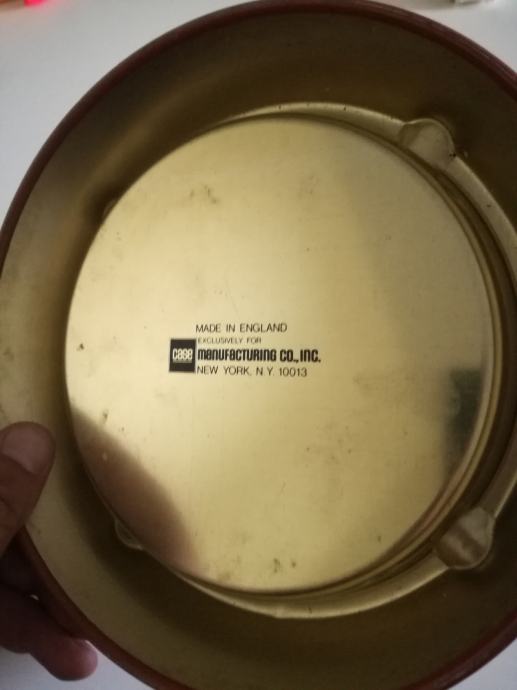 MADE IN ENGLAND
EXCLUSIVELY FOR
case manufacturing co., inc.
NEW YORK, N.Y. 10013